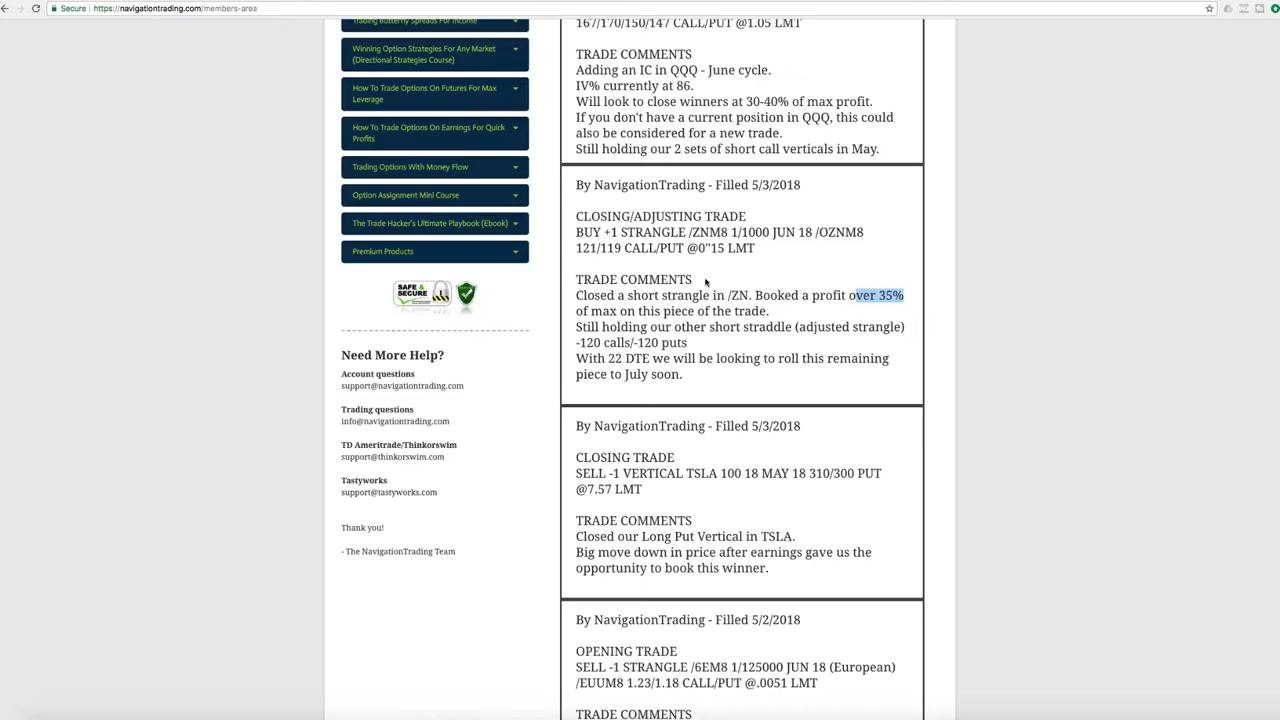 Secure
https://navigationtrading.com/members-area
Trading Butterfly Spreads For Income
Winning Option Strategies For Any Market
(Directional Strategies Course)
How To Trade Options On Futures For Max
Leverage
How To Trade Options On Earnings For Quick
Profits
Trading Options With Money Flow
Option Assignment Mini Course
The Trade Hacker's Ultimate Playbook (Ebook)
Premium Products
SAFE &
SECURE
Need More Help?
Account questions
support@navigationtrading.com
Trading questions
info@navigationtrading.com
TD Ameritrade/Thinkorswim
support@thinkorswim.com
Tastyworks
support@tastyworks.com
Thank you!
- The NavigationTrading Team
167/170/150/147 CALL/PUT @1.05 LMT
TRADE COMMENTS
Adding an IC in QQQ - June cycle.
IV% currently at 86.
Will look to close winners at 30-40% of max profit.
If you don't have a current position in QQQ, this could
also be considered for a new trade.
Still holding our 2 sets of short call verticals in May.
By NavigationTrading - Filled 5/3/2018
CLOSING/ADJUSTING TRADE
BUY +1 STRANGLE /ZNM8 1/1000 JUN 18 /OZNM8
121/119 CALL/PUT @0"15 LMT
TRADE COMMENTS
Closed a short strangle in /ZN. Booked a profit over 35%
of max on this piece of the trade.
Still holding our other short straddle (adjusted strangle)
-120 calls/-120 puts
With 22 DTE we will be looking to roll this remaining
piece to July soon.
By NavigationTrading - Filled 5/3/2018
CLOSING TRADE
SELL -1 VERTICAL TSLA 100 18 MAY 18 310/300 PUT
@7.57 LMT
TRADE COMMENTS
Closed our Long Put Vertical in TSLA.
Big move down in price after earnings gave us the
opportunity to book this winner.
By NavigationTrading - Filled 5/2/2018
OPENING TRADE
SELL -1 STRANGLE /6EM8 1/125000 JUN 18 (European)
/EUUM8 1.23/1.18 CALL/PUT @.0051 LMT
TRADE COMMENTS